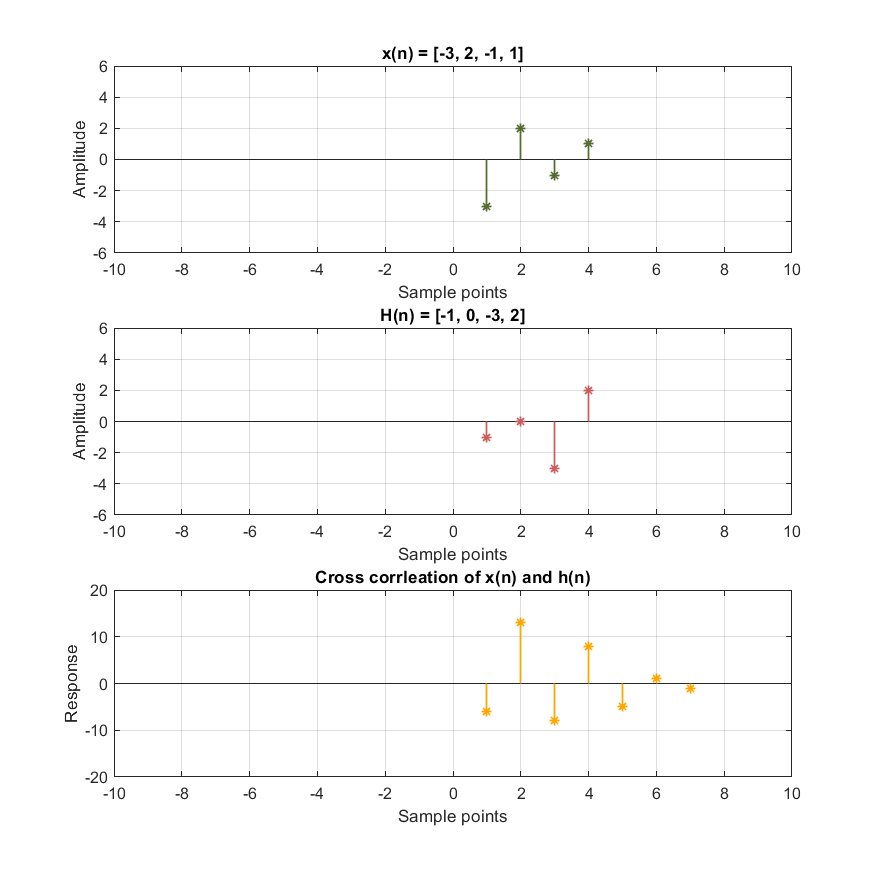 x(n) = [-3, 2, -1, 1]
6
4
2
0
-2
-4
-6
Amplitude
-10 -8 -6 -4 -2 0 2 4 6 8 10
Sample points
H(n) = [-1, 0, -3, 2]
6
4
2
0
-2
-4
-6
Amplitude
-10 -8 -6 -4 -2 0 2 4 6 8 10
Sample points
Cross corrleation of x(n) and h(n)
20
10
0
-10
-20
Response
-10 -8 -6 -4 -2 0 2 4 6 8 10
Sample points